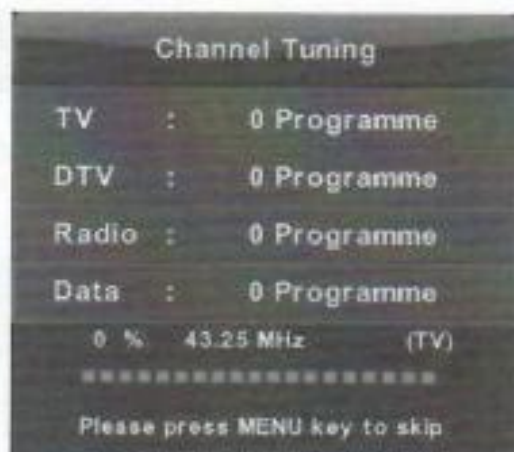 Channel Tuning
TV : 0 Programme
DTV : 0 Programme
Radio : 0 Programme
Data : 0 Programme
0 % 43.25 MHz (TV)
Please press MENU key to skip